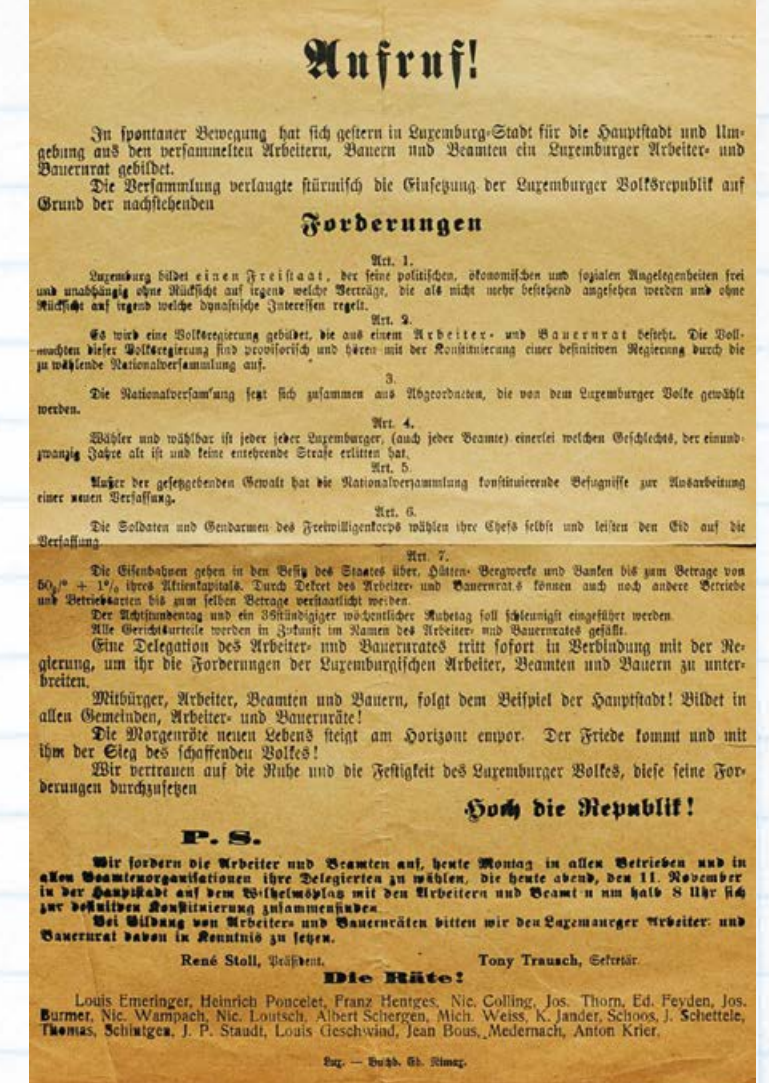 Aufruf!
In spontaner Bewegung hat sich gestern in Luxemburg-Stadt für die Hauptstadt und Um-
gebung aus den versammelten Arbeitern, Bauern und Beamten ein Luxemburger Arbeiter- und
Bauernrat gebildet.
Die Versammlung verlangte stürmisch die Einsetzung der Luxemburger Volksrepublik auf
Grund der nachstehenden
Forderungen
Art. 1.
Luxemburg bildet einen Freistaat, der seine politischen, ökonomischen und sozialen Angelegenheiten frei
und unabhängig ohne Rücksicht auf irgend welche Verträge, die als nicht mehr bestehend angesehen werden und ohne
Rücksicht auf irgend welche dynastische Interessen regelt.
Art. 2.
Es wird eine Volksregierung gebildet, die aus einem Arbeiter- und Bauernrat besteht. Die Voll-
machten dieser Volksregierung sind provisorisch und hören mit der Konstituierung einer definitiven Regierung durch die
zu wählende Nationalversammlung auf.
3.
Die Nationalversam'ung setzt sich zusammen aus Abgeordneten, die von dem Luxemburger Volke gewählt
werden.
Art. 4.
Wähler und wählbar ist jeder jeder Luxemburger, (auch jeder Beamte) einerlei welchen Geschlechts, der einund-
zwanzig Jahre alt ist und keine entehrende Strafe erlitten hat.
Art. 5.
Außer der gesetzgebenden Gewalt hat die Nationalversammlung konstituierende Befugnisse zur Ausarbeitung
einer neuen Verfassung.
Art. 6.
Die Soldaten und Gendarmen des Freiwilligenkorps wählen ihre Chefs selbst und leisten den Eid auf die
Verfassung
Art. 7.
Die Eisenbahnen gehen in den Besitz des Staates über, Hütten- Bergwerke und Banken bis zum Betrage von
50% + 1% ihres Aktienkapitals. Durch Dekret des Arbeiter- und Bauernrat.s können auch noch andere Betriebe
und Betriebsarten bis zum selben Betrage verstaatlicht werden.
Der Achtstundentag und ein 36stündigiger wöchentlicher Ruhetag soll schleunigst eingeführt werden.
Alle Gerichtsurteile werden in Zukunft im Namen des Arbeiter- und Bauernrates gefällt.
Eine Delegation des Arbeiter- und Bauernrates tritt sofort in Verbindung mit der Re-
gierung, um ihr die Forderungen der Luxemburgischen Arbeiter, Beamten und Bauern zu unter-
breiten.
Mitbürger, Arbeiter, Beamten und Bauern, folgt dem Beispiel der Hauptstadt! Bildet in
allen Gemeinden, Arbeiter- und Bauernräte!
Die Morgenröte neuen Lebens steigt am Horizont empor. Der Friede kommt und mit
ihm der Sieg des schaffenden Volkes!
Wir vertrauen auf die Ruhe und die Festigkeit des Luxemburger Volkes, diese seine For-
derungen durchzusetzen
Hoch die Republik!
P. S.
Wir fordern die Arbeiter und Beamten auf, heute Montag in allen Betrieben und in
allen Beamtenorganisationen ihre Delegierten zu wählen, die heute abend, den 11. November
in der Hauptstadt auf dem Wilhelmsplatz mit den Arbeitern und Beamt n um halb 8 Uhr sich
zur definitven Konstituierung zusammenfinden.
Bei Bildung von Arbeiter- und Bauernräten bitten wir den Luxemaurger Arbeiter- und
Bauernrat davon in Kenntnis zu setzen.
René Stoll, Präsident. Tony Trausch, Sekretär.
Die Räte!
Louis Emeringer, Heinrich Poncelet, Franz Hentges, Nic. Colling, Jos. Thorn, Ed. Feyden, Jos.
Burmer, Nic. Wampach, Nic. Loutsch, Albert Schergen, Mich. Weiss, K. Jander, Schoos, J. Schettele,
Thomas, Schintgen, J. P. Staudt, Louis Geschwind, Jean Bous, Medernach, Anton Krier.
Lux. — Buchd. Ed. Nimax.